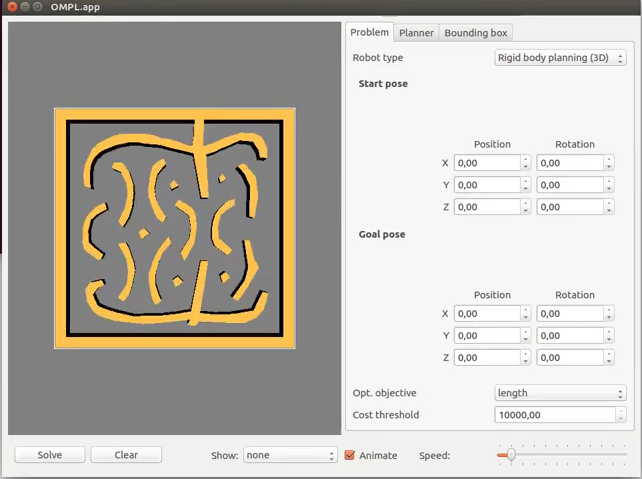 OMPL.app
Problem Planner Bounding box
Robot type Rigid body planning (3D)
Start pose
Position Rotation
X 0,00 0,00
Y 0,00 0,00
Z 0,00 0,00
Goal pose
Position Rotation
X 0,00 0,00
Y 0,00 0,00
Z 0,00 0,00
Opt. objective length
Cost threshold 10000,00
Solve Clear Show: none Animate Speed: